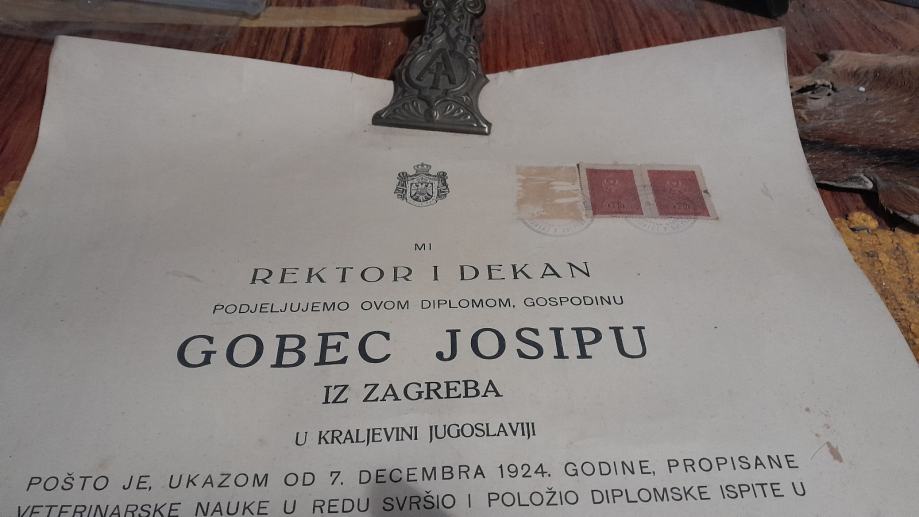 MI
REKTOR I DEKAN
PODJELJUJEMO OVOM DIPLOMOM, GOSPODINU
GOBEC JOSIPU
IZ ZAGREBA
U KRALJEVINI JUGOSLAVIJI
POŠTO JE, UKAZOM OD 7. DECEMBRA 1924. GODINE, PROPISANE
VETERINARSKE NAUKE U REDU SVRŠIO I POLOŽIO DIPLOMSKE ISPITE U